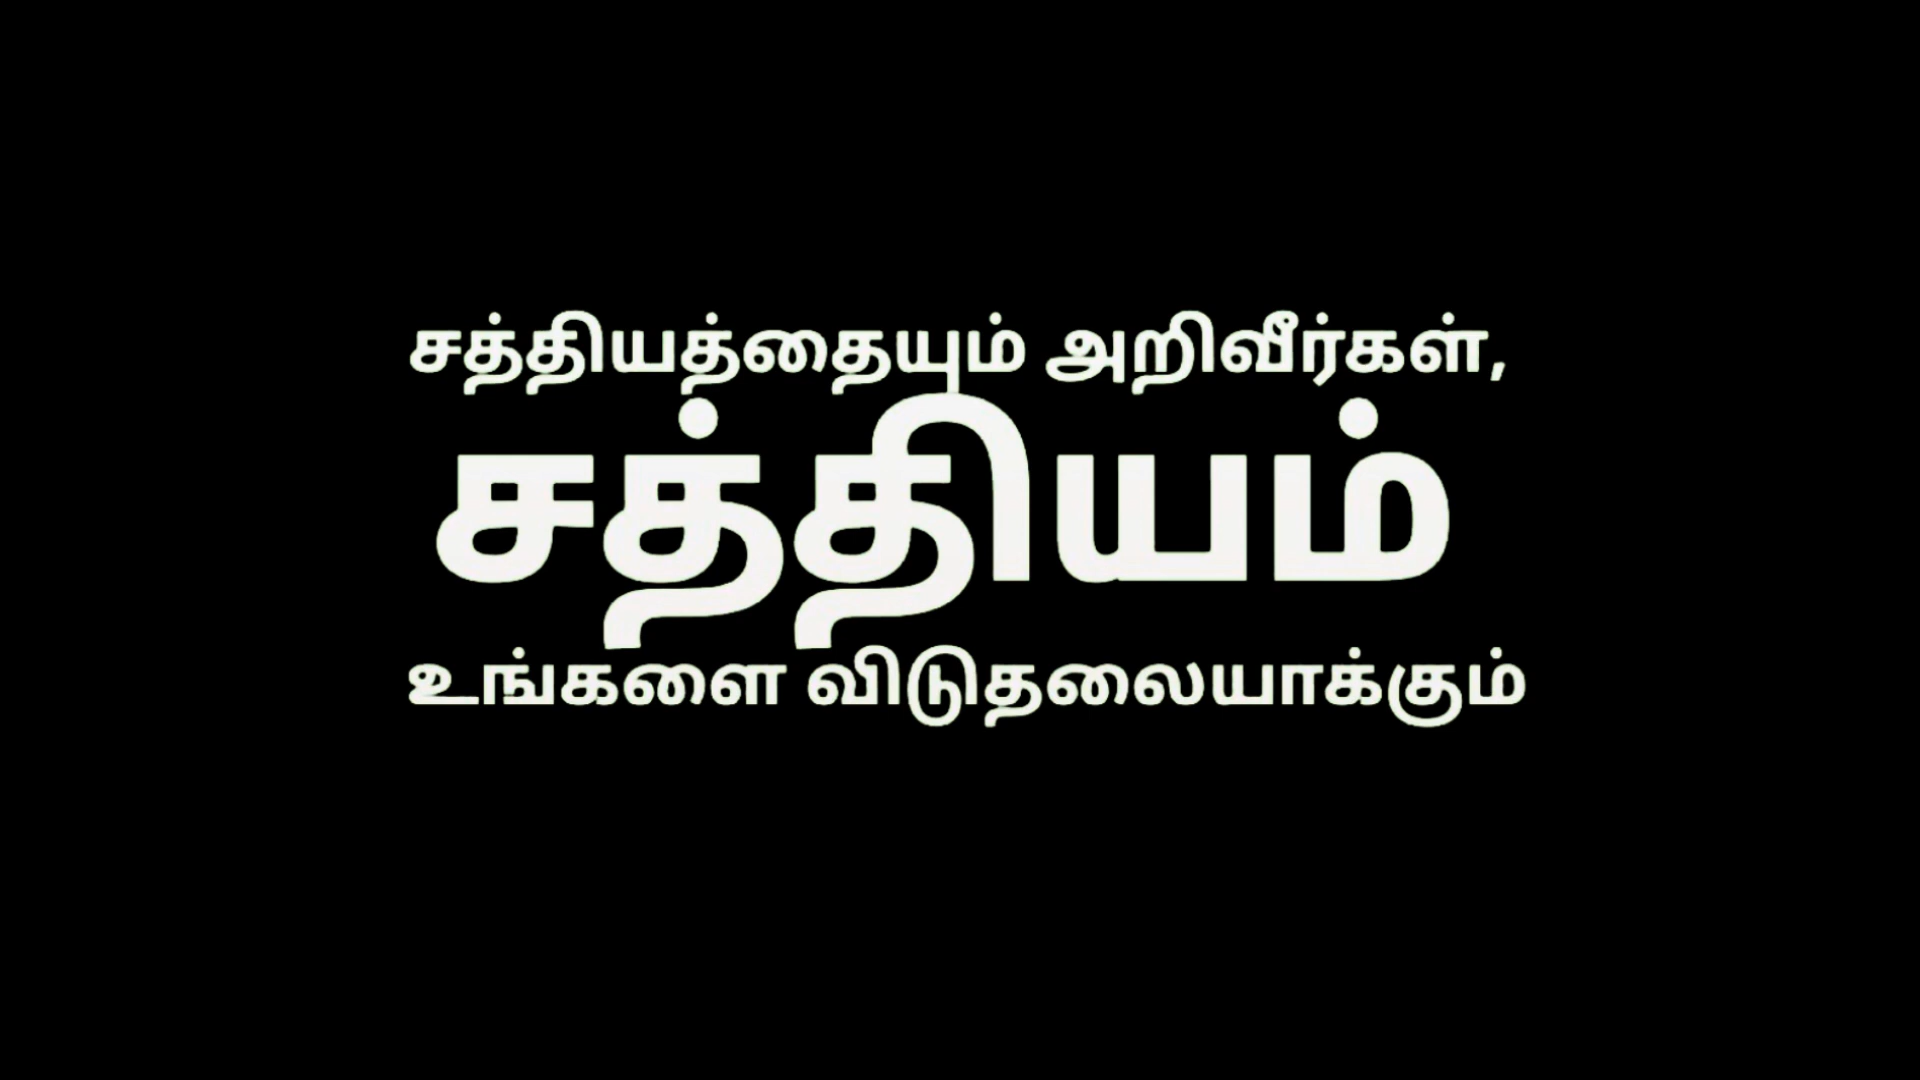 சத்தியத்தையும் அறிவீர்கள்,
சத்தியம்
உங்களை விடுதலையாக்கும்